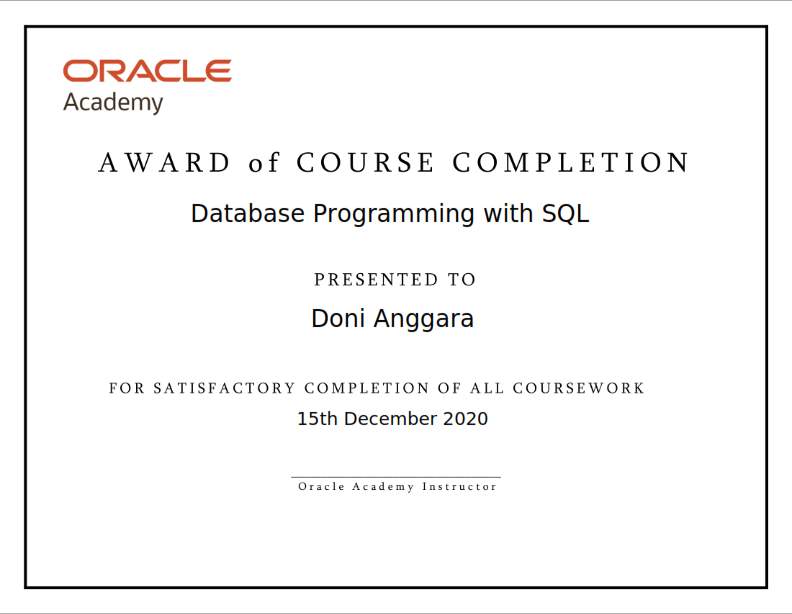 ORACLE
Academy
AWARD of COURSE COMPLETION
Database Programming with SQL
PRESENTED TO
Doni Anggara
FOR SATISFACTORY COMPLETION OF ALL COURSEWORK
15th December 2020
Oracle Academy Instructor